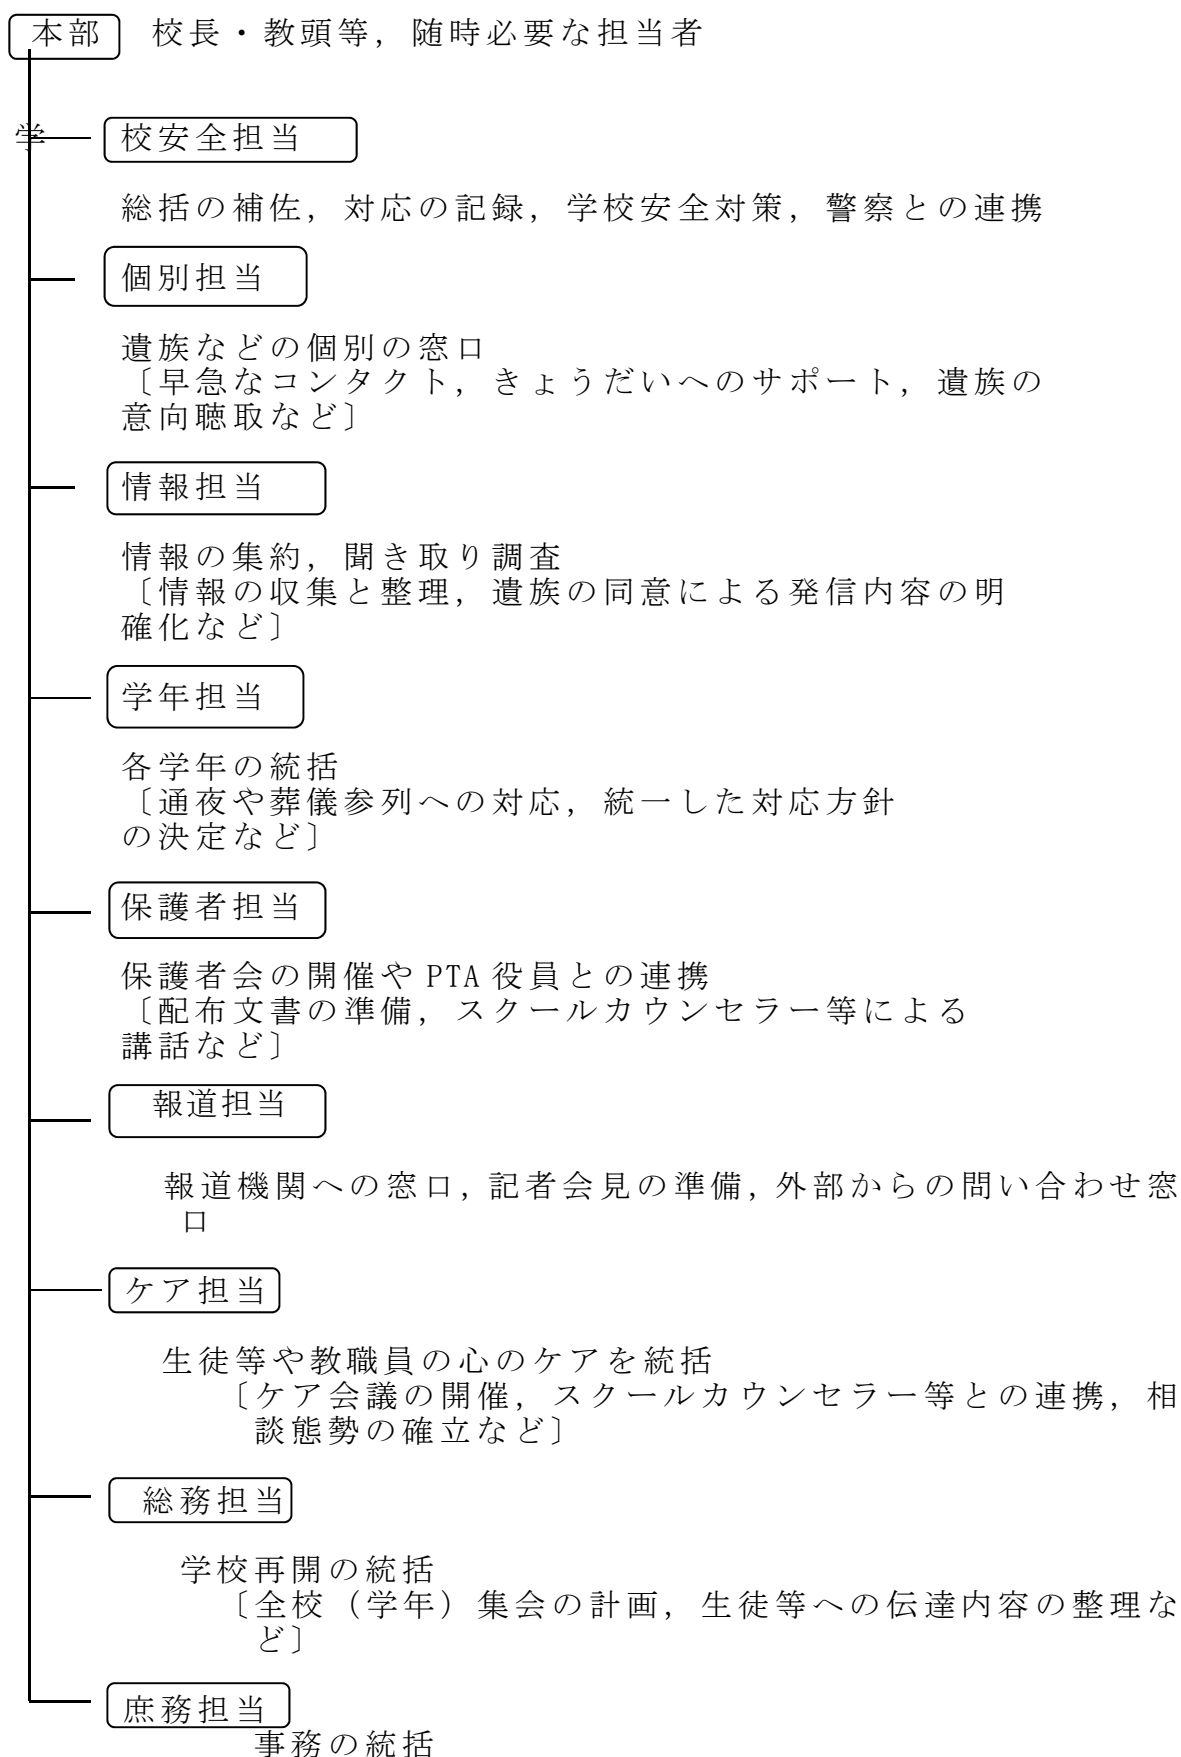 本部 校長・教頭等，随時必要な担当者
学校安全担当
総括の補佐，対応の記録，学校安全対策，警察との連携
個別担当
遺族などの個別の窓口
〔早急なコンタクト，きょうだいへのサポート，遺族の
意向聴取など〕
情報担当
情報の集約，聞き取り調査
〔情報の収集と整理，遺族の同意による発信内容の明
確化など〕
学年担当
各学年の統括
〔通夜や葬儀参列への対応，統一した対応方針
の決定など〕
保護者担当
保護者会の開催や PTA 役員との連携
〔配布文書の準備，スクールカウンセラー等による
講話など〕
報道担当
報道機関への窓口，記者会見の準備，外部からの問い合わせ窓
口
ケア担当
生徒等や教職員の心のケアを統括
〔ケア会議の開催，スクールカウンセラー等との連携，相
談態勢の確立など〕
総務担当
学校再開の統括
〔全校（学年）集会の計画，生徒等への伝達内容の整理な
ど〕
庶務担当
事務の統括